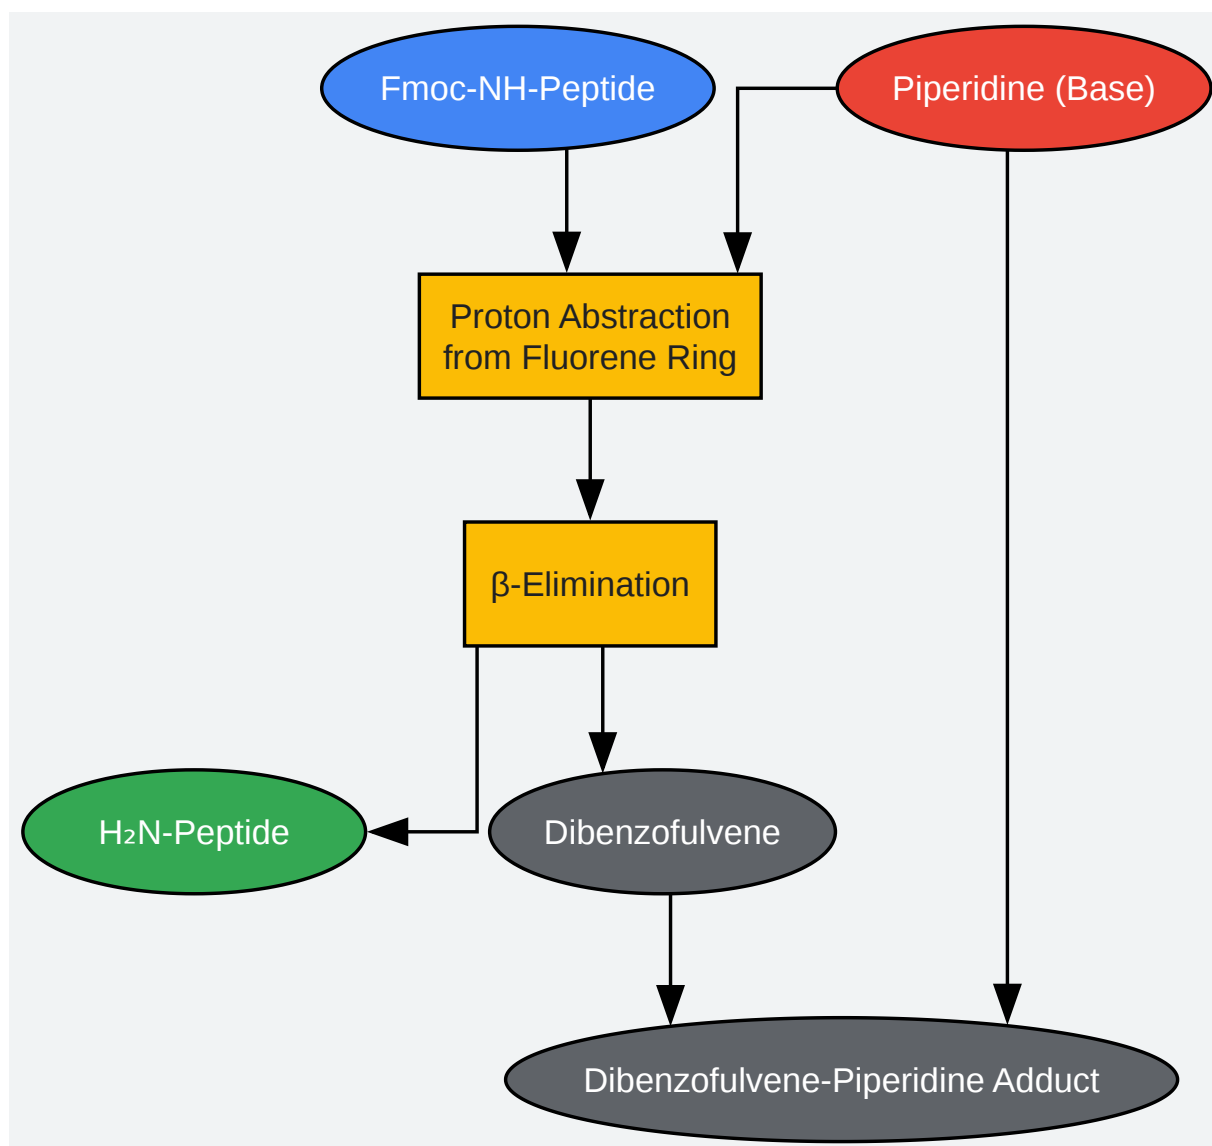 Fmoc-NH-Peptide
Piperidine (Base)
Proton Abstraction
from Fluorene Ring
β-Elimination
H₂N-Peptide
Dibenzofulvene
Dibenzofulvene-Piperidine Adduct